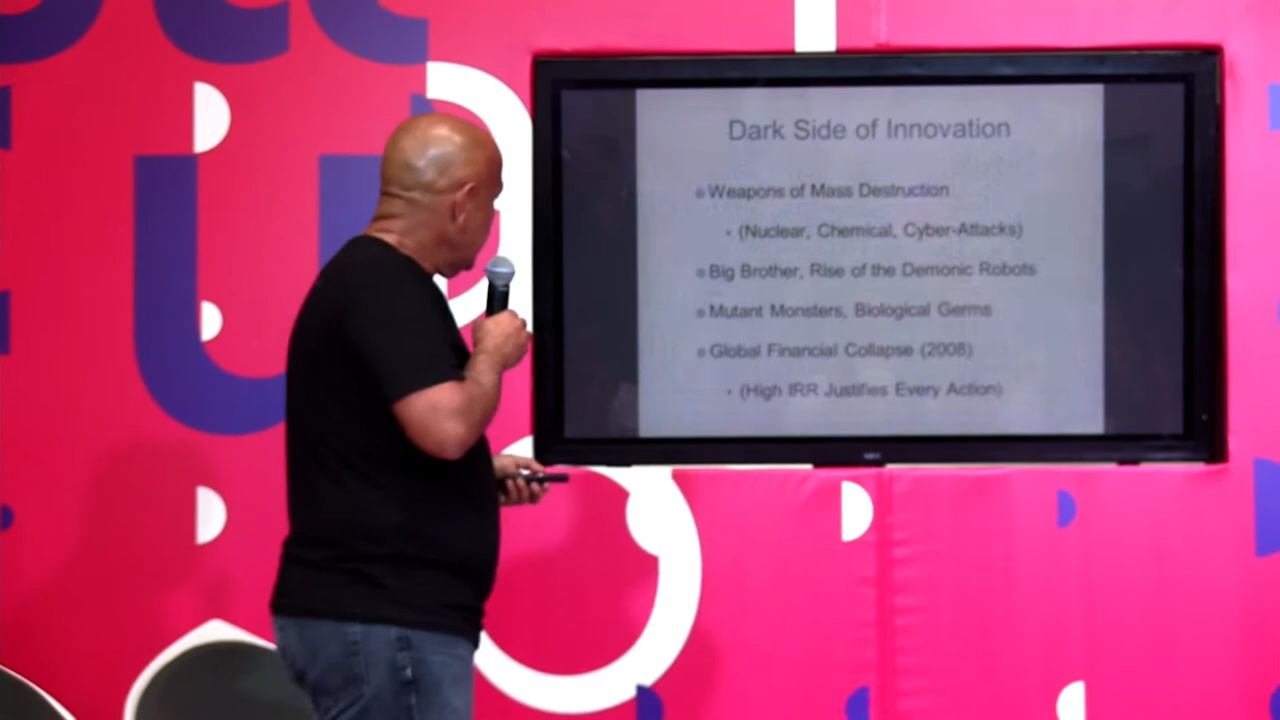 u
Dark Side of Innovation
Weapons of Mass Destruction
(Nuclear, Chemical, Cyber-Attacks)
Big Brother, Rise of the Demonic Robots
Mutant Monsters, Biological Germs
Global Financial Collapse (2008)
(High IRR Justifies Every Action)
NEC